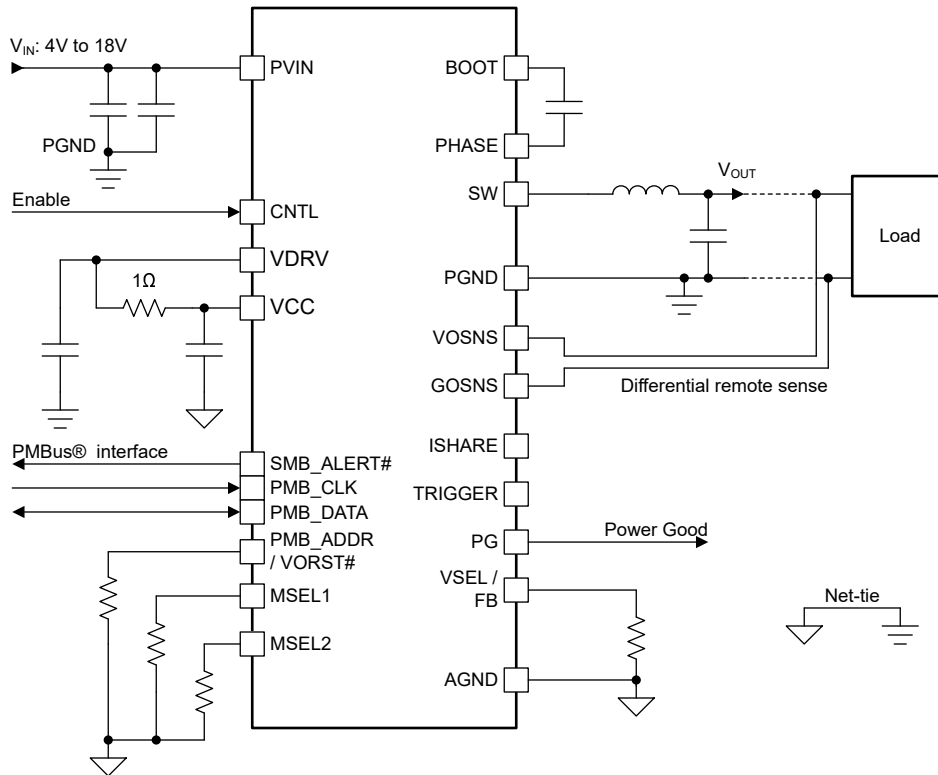 V_IN: 4V to 18V
PVIN
BOOT
PGND
PHASE
V_OUT
SW
Enable
CNTL
Load
VDRV
1Ω
PGND
VCC
VOSNS
GOSNS
Differential remote sense
ISHARE
PMBus® interface
SMB_ALERT#
PMB_CLK
TRIGGER
PMB_DATA
PMB_ADDR
/ VORST#
PG
Power Good
VSEL /
FB
MSEL1
Net-tie
MSEL2
AGND